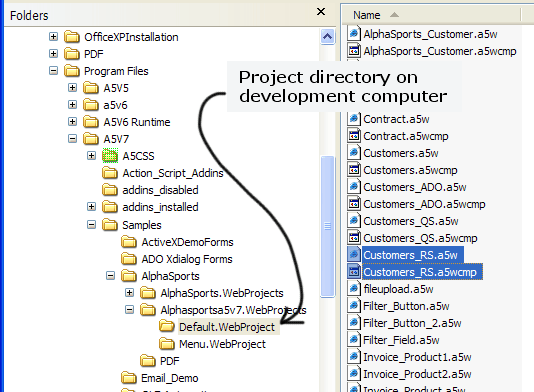 Folders
OfficeXPInstallation
PDF
Program Files
A5V5
a5v6
A5V6 Runtime
A5V7
A5CSS
Action_Script_Addins
addins_disabled
addins_installed
Samples
ActiveXDemoForms
ADO Xdialog Forms
AlphaSports
AlphaSports.WebProjects
Alphasportsa5v7.WebProjects
Default.WebProject
Menu.WebProject
PDF
Email_Demo
Project directory on
development computer
Name
AlphaSports_Customer.a5w
AlphaSports_Customer.a5wcmp
Contract.a5w
Contract.a5wcmp
Customers.a5w
Customers.a5wcmp
Customers_ADO.a5w
Customers_ADO.a5wcmp
Customers_QS.a5w
Customers_QS.a5wcmp
Customers_RS.a5w
Customers_RS.a5wcmp
fileupload.a5w
Filter_Button.a5w
Filter_Button_2.a5w
Filter_Field.a5w
Invoice_Product1.a5w
Invoice_Product2.a5w